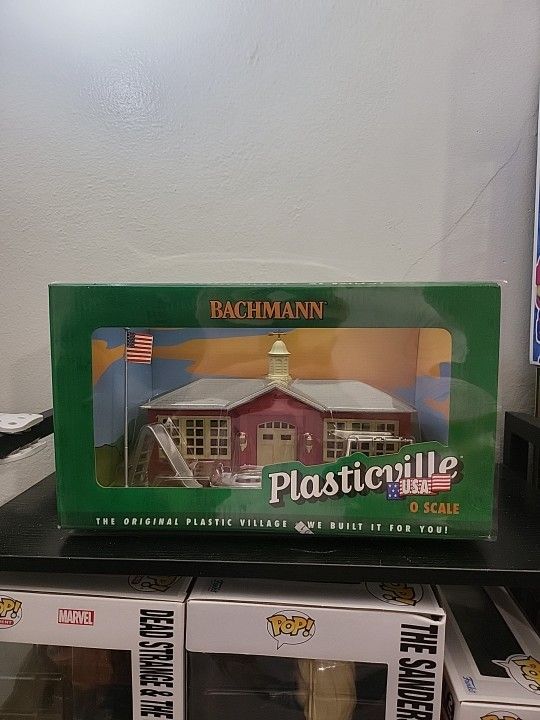 BACHMANN
Plasticville
USA
O SCALE
THE ORIGINAL PLASTIC VILLAGE WE BUILT IT FOR YOU!
MARVEL
DEAD STRANGE & THE
POP!
THE SANDER